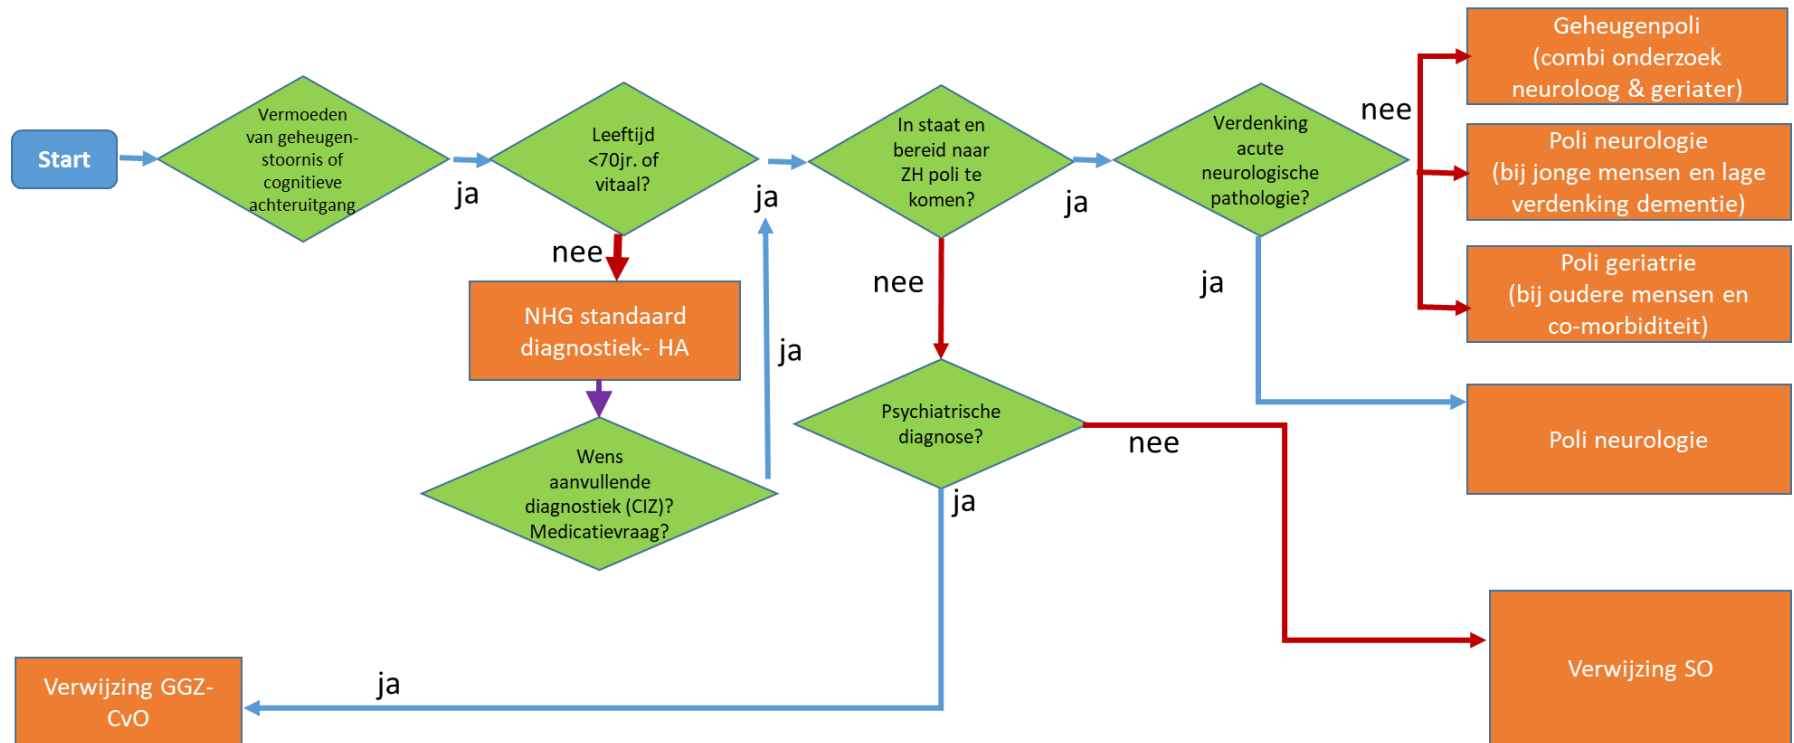 Start
Vermoeden
van geheugen-
stoornis of
cognitieve
achteruitgang
ja
Leeftijd
<70jr. of
vitaal?
ja
nee
NHG standaard
diagnostiek- HA
Wens
aanvullende
diagnostiek (CIZ)?
Medicatievraag?
ja
In staat en
bereid naar
ZH poli te
komen?
ja
nee
Verdenking
acute
neurologische
pathologie?
nee
ja
Geheugenpoli
(combi onderzoek
neuroloog & geriater)
Poli neurologie
(bij jonge mensen en lage
verdenking dementie)
Poli geriatrie
(bij oudere mensen en
co-morbiditeit)
Poli neurologie
Psychiatrische
diagnose?
nee
ja
Verwijzing SO
ja
Verwijzing GGZ-
CvO